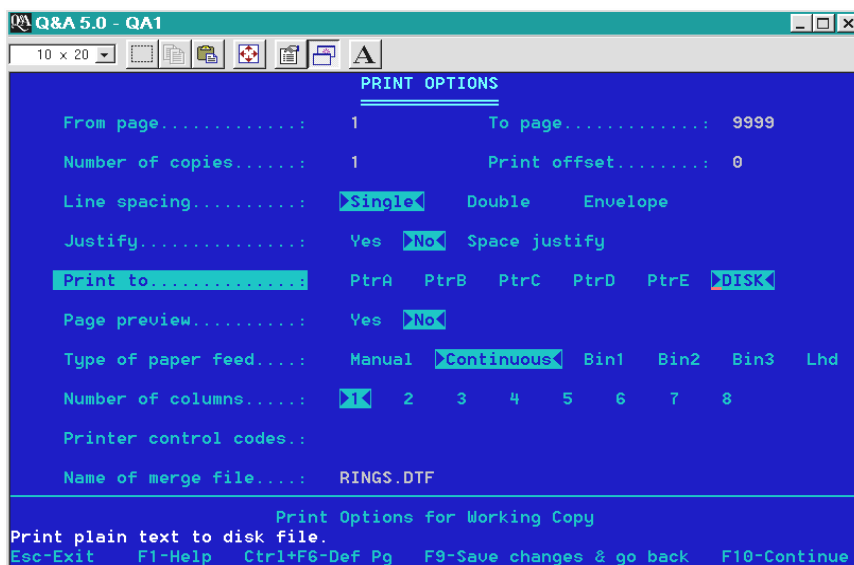 Q&A 5.0 - QA1
10 x 20 A
PRINT OPTIONS
From page.............: 1 To page.............: 9999
Number of copies......: 1 Print offset........: 0
Line spacing..........: Single Double Envelope
Justify...............: Yes No Space justify
Print to..............: PtrA PtrB PtrC PtrD PtrE DISK
Page preview..........: Yes No
Type of paper feed....: Manual Continuous Bin1 Bin2 Bin3 Lhd
Number of columns.....: 1 2 3 4 5 6 7 8
Printer control codes.:
Name of merge file....: RINGS.DTF
Print Options for Working Copy
Print plain text to disk file.
Esc-Exit F1-Help Ctrl+F6-Def Pg F9-Save changes & go back F10-Continue